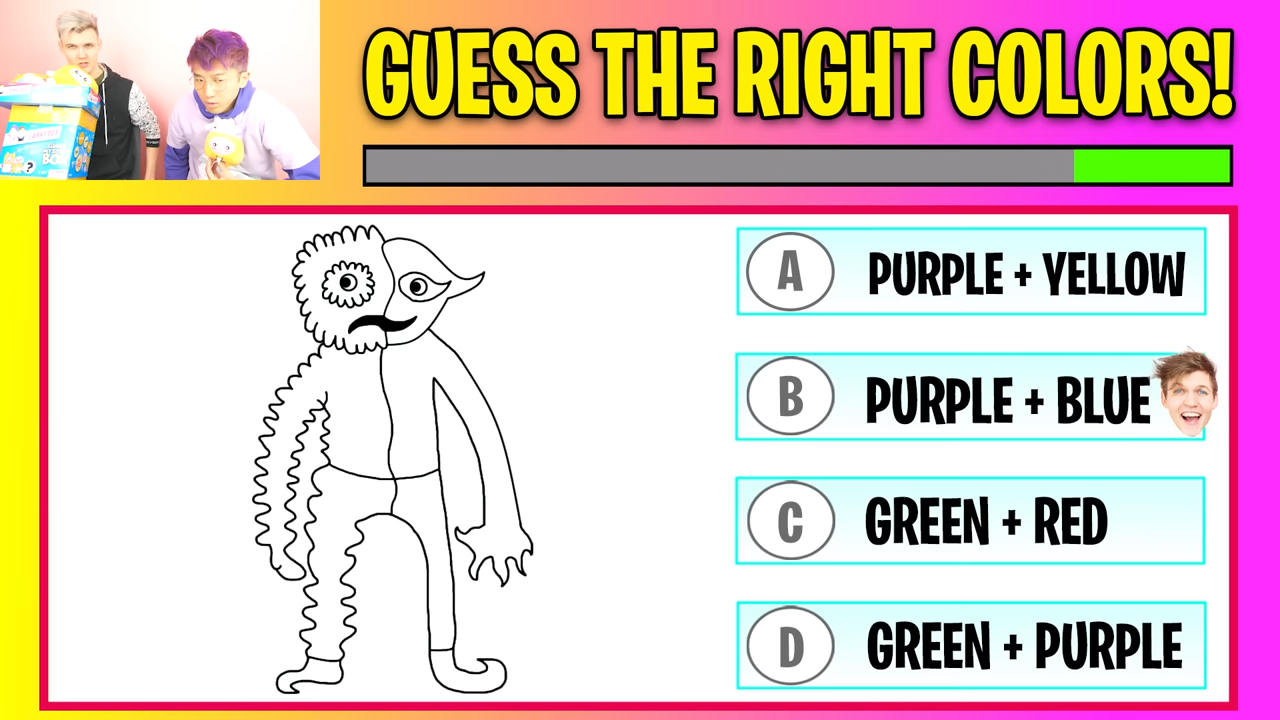 GUESS THE RIGHT COLORS!
A PURPLE + YELLOW
B PURPLE + BLUE
C GREEN + RED
D GREEN + PURPLE